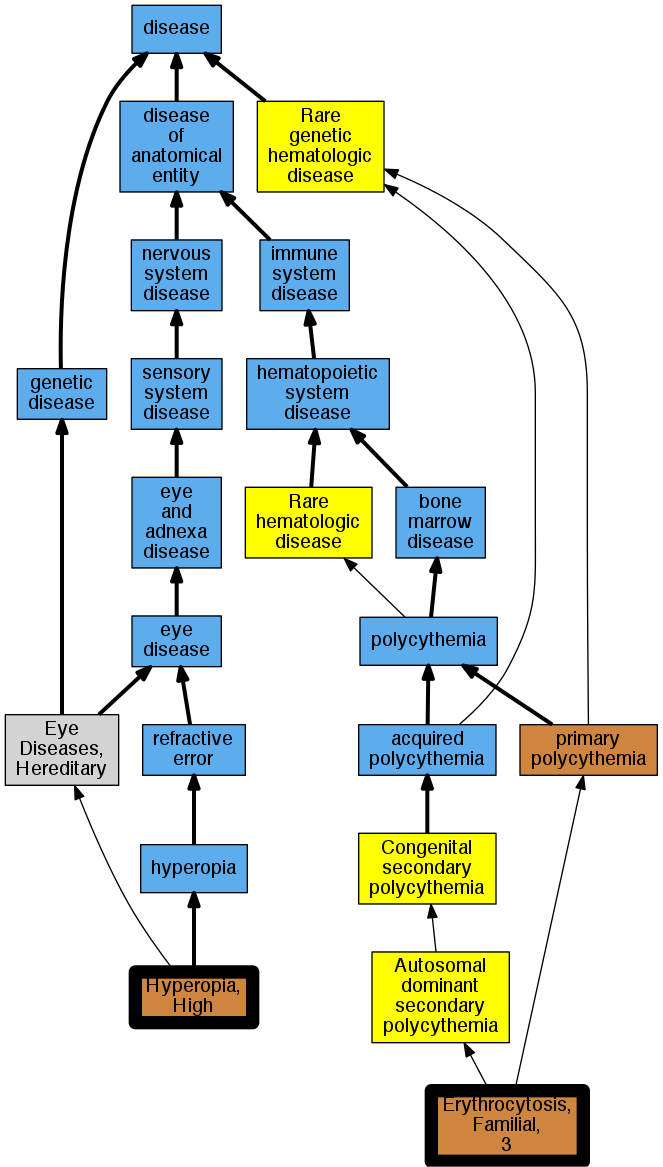 disease
disease
of
anatomical
entity
Rare
genetic
hematologic
disease
nervous
system
disease
immune
system
disease
genetic
disease
sensory
system
disease
hematopoietic
system
disease
eye
and
adnexa
disease
Rare
hematologic
disease
bone
marrow
disease
eye
disease
polycythemia
Eye
Diseases,
Hereditary
refractive
error
acquired
polycythemia
primary
polycythemia
hyperopia
Congenital
secondary
polycythemia
Hyperopia,
High
Autosomal
dominant
secondary
polycythemia
Erythrocytosis,
Familial,
3